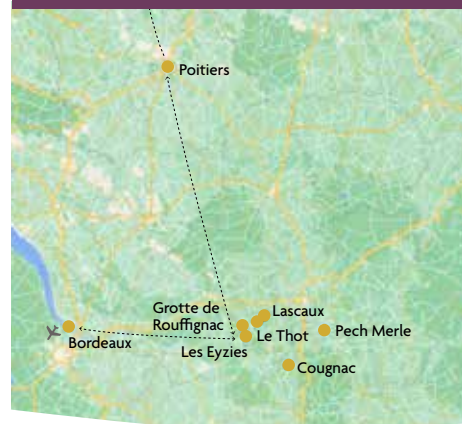 Poitiers
Grotte de
Rouffignac
Lascaux
Le Thot
Pech Merle
Bordeaux
Les Eyzies
Cougnac